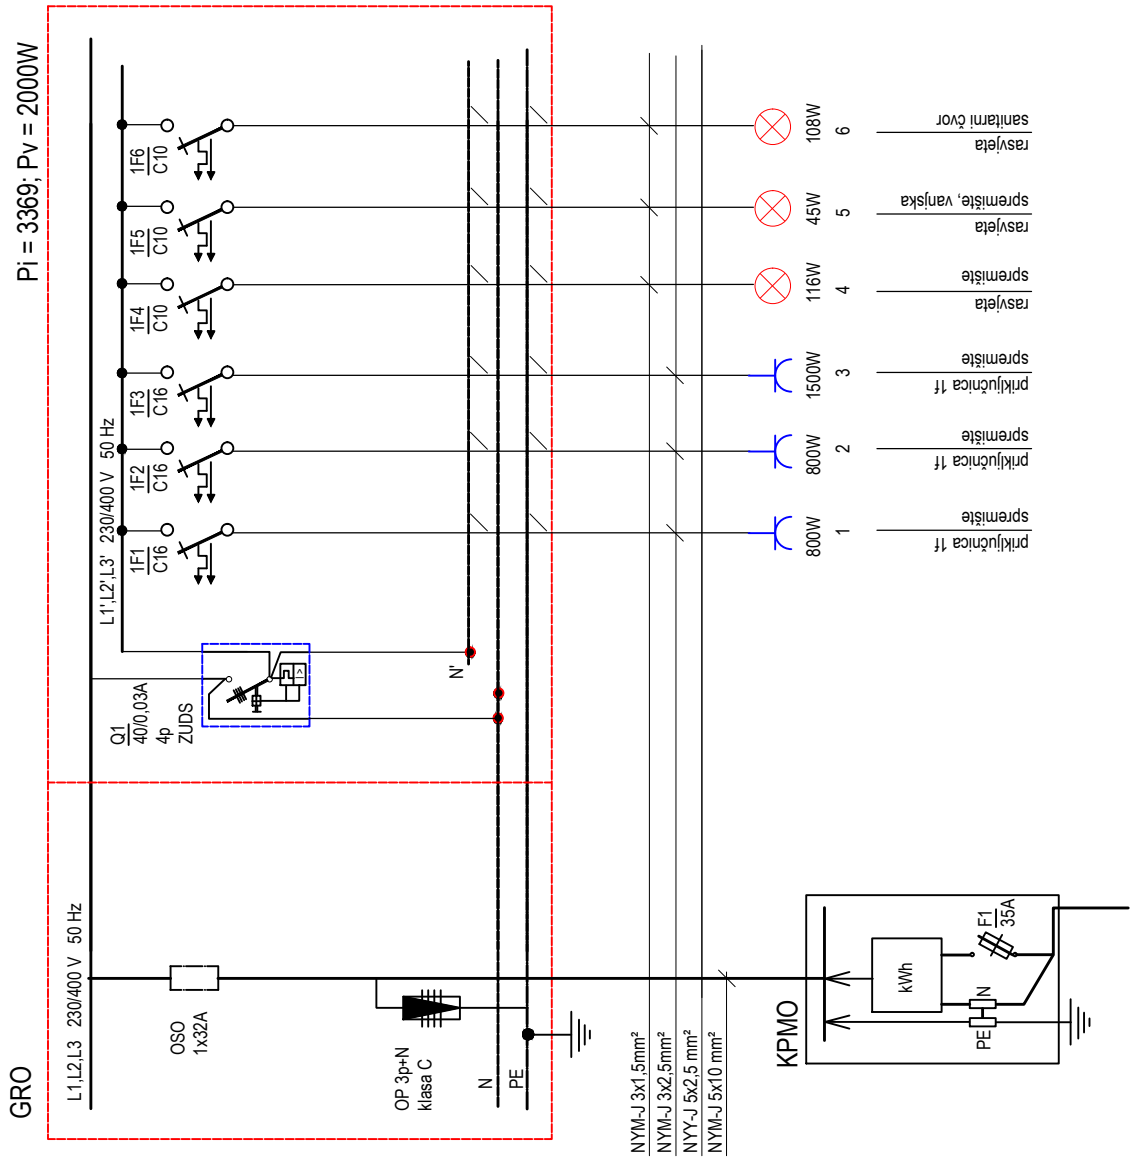 GRO
Pi = 3369; Pv = 2000W
L1,L2,L3 230/400 V 50 Hz
L1',L2',L3' 230/400 V 50 Hz
OSO
1x32A
OP 3p+N
klasa C
N
PE
Q1
40/0,03A
4p
ZUDS
N'
1F1
C16
1F2
C16
1F3
C16
1F4
C10
1F5
C10
1F6
C10
NYM-J 3x1,5mm²
NYM-J 3x2,5mm²
NYY-J 5x2,5 mm²
NYM-J 5x10 mm²
KPMO
kWh
F1
35A
N
PE
800W
1
priključnica 1f
spremište
800W
2
priključnica 1f
spremište
1500W
3
priključnica 1f
spremište
116W
4
rasvjeta
spremište
45W
5
rasvjeta
spremište, vanjska
108W
6
rasvjeta
sanitarni čvor